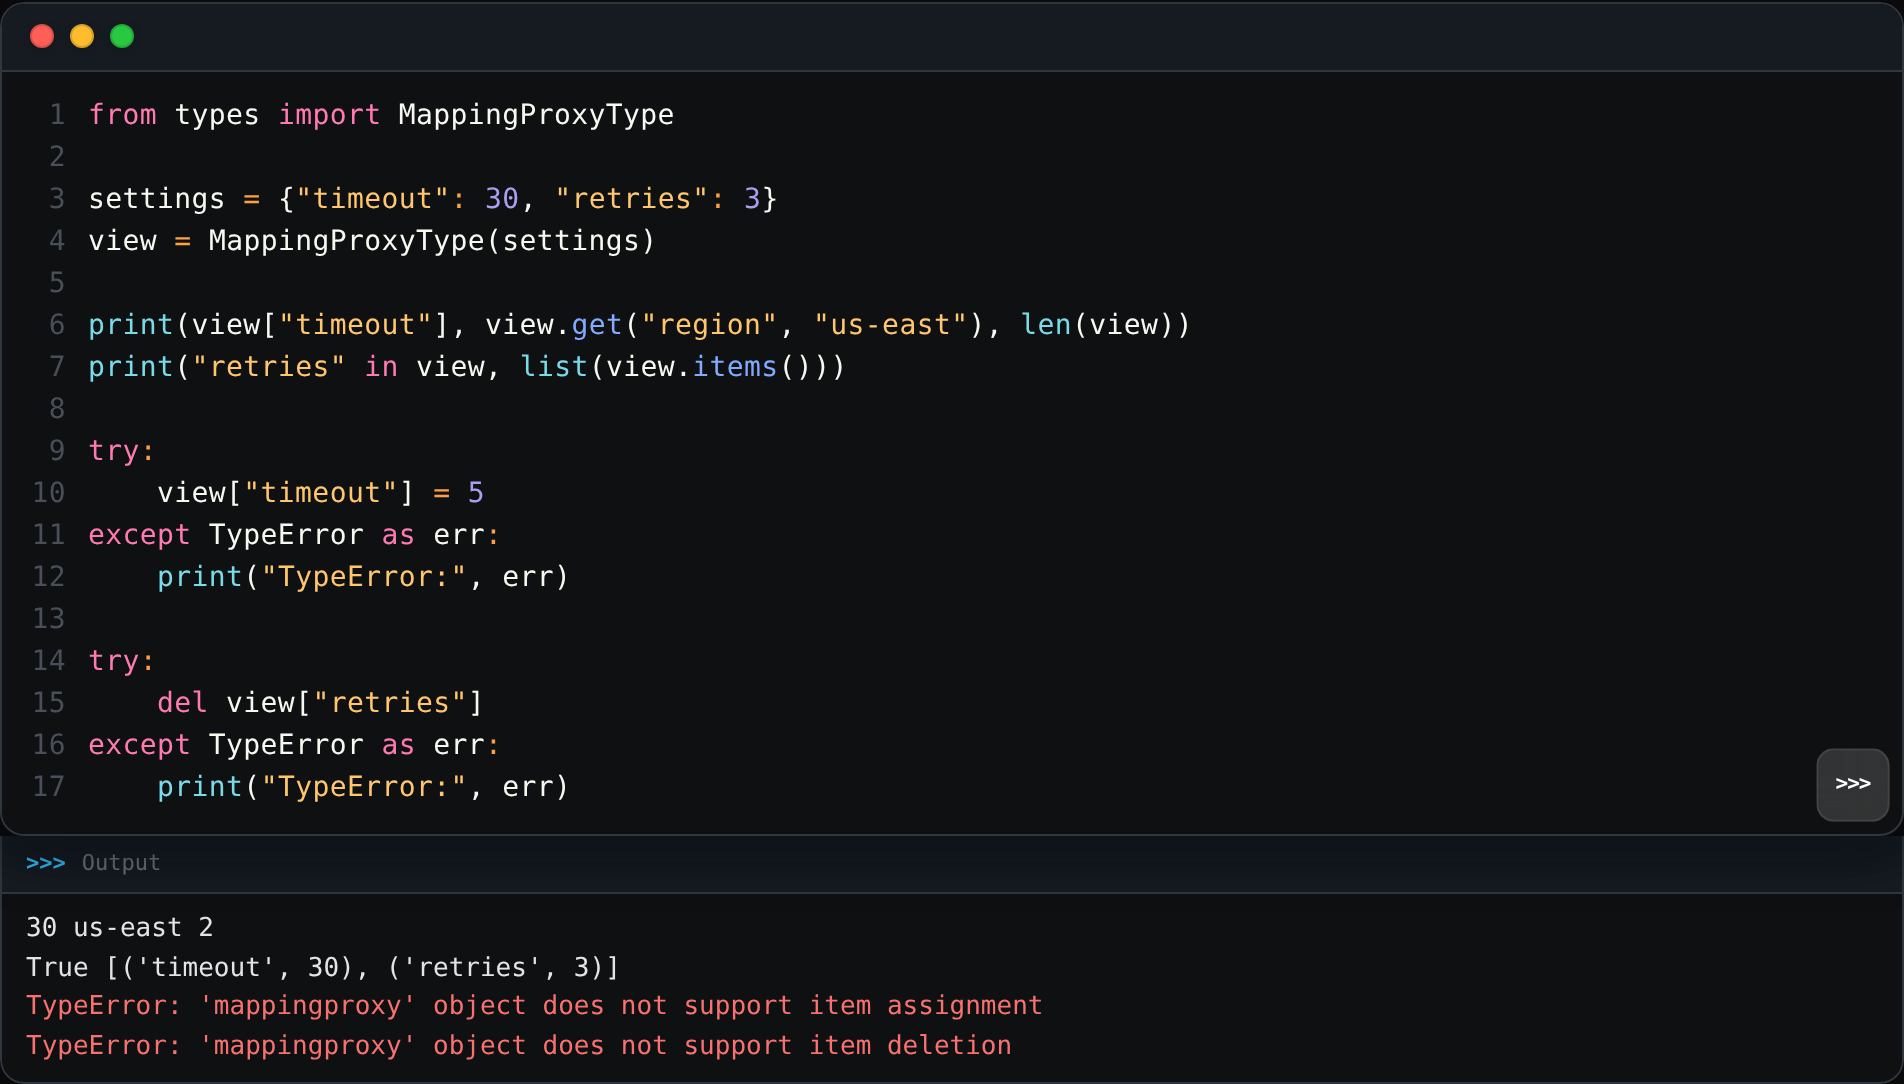 1 from types import MappingProxyType
2
3 settings = {"timeout": 30, "retries": 3}
4 view = MappingProxyType(settings)
5
6 print(view["timeout"], view.get("region", "us-east"), len(view))
7 print("retries" in view, list(view.items()))
8
9 try:
10     view["timeout"] = 5
11 except TypeError as err:
12     print("TypeError:", err)
13
14 try:
15     del view["retries"]
16 except TypeError as err:
17     print("TypeError:", err)
>>>
>>> Output
30 us-east 2
True [('timeout', 30), ('retries', 3)]
TypeError: 'mappingproxy' object does not support item assignment
TypeError: 'mappingproxy' object does not support item deletion